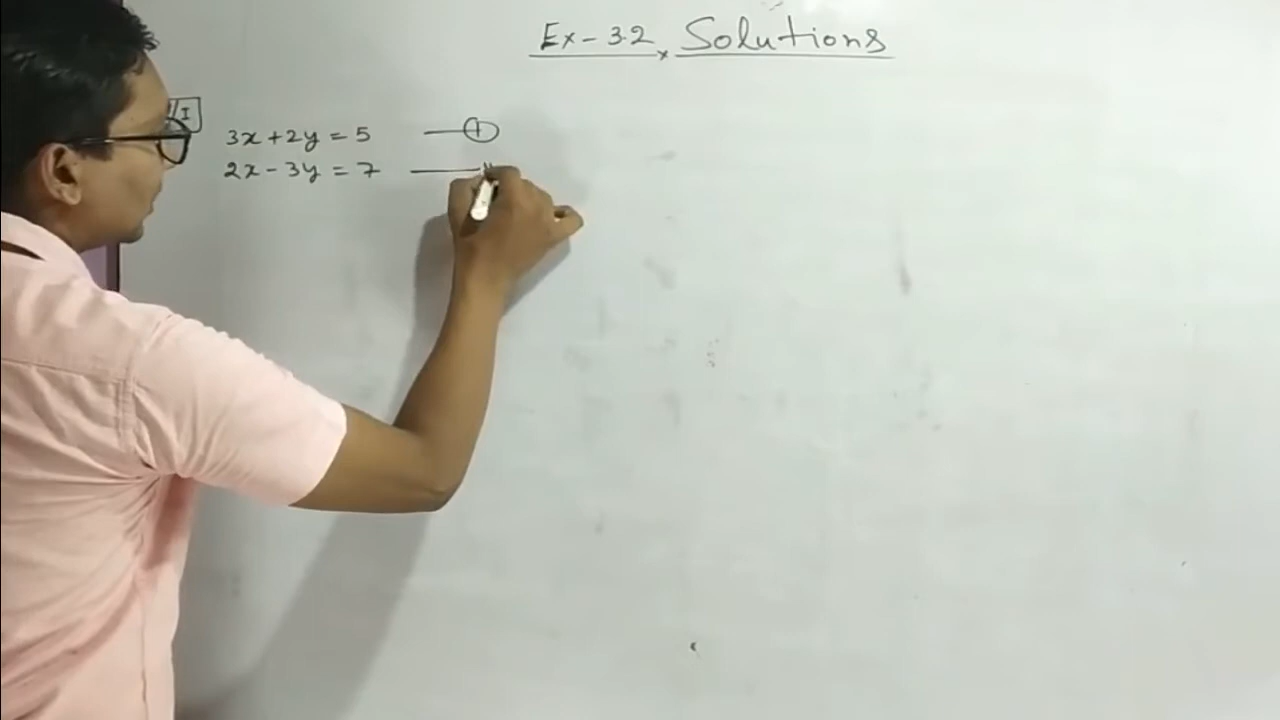 Ex-3.2 Solutions
I
3x+2y=5 —①
2x-3y=7 —